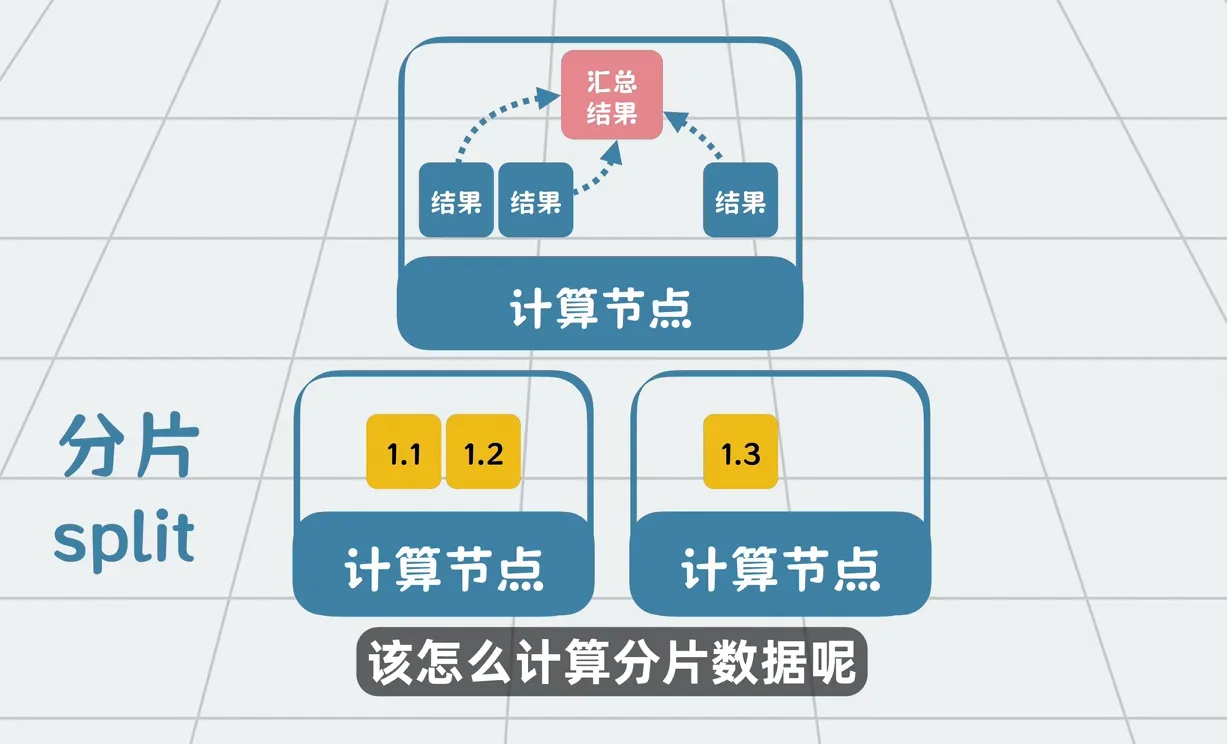 汇总
结果
结果
结果
结果
计算节点
分片
split
1.1
1.2
1.3
计算节点
计算节点
该怎么计算分片数据呢